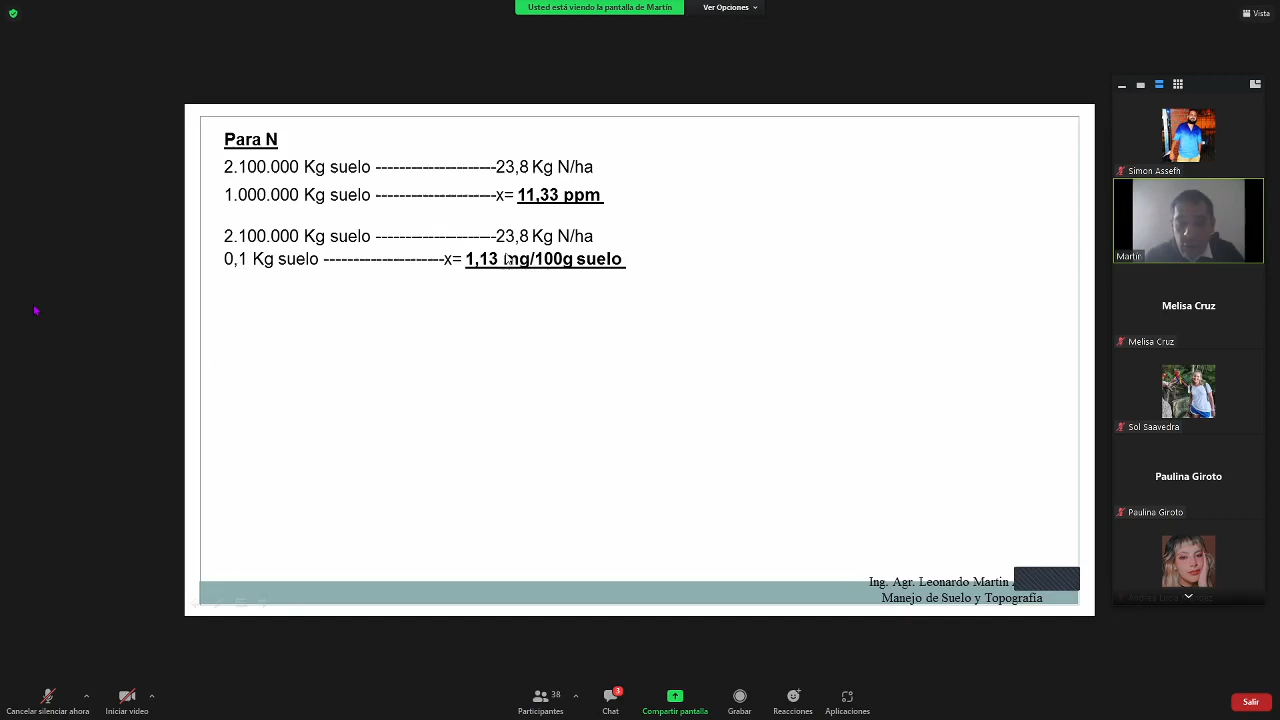 Usted está viendo la pantalla de Martín
Ver Opciones
Vista
Para N
2.100.000 Kg suelo ----------------------23,8 Kg N/ha
1.000.000 Kg suelo ----------------------x= 11,33 ppm
2.100.000 Kg suelo ----------------------23,8 Kg N/ha
0,1 Kg suelo ----------------------x= 1,13 mg/100g suelo
Ing. Agr. Leonardo Martin
Manejo de Suelo y Topografía
Simon Assefh
Martín
Melisa Cruz
Melisa Cruz
Sol Saavedra
Paulina Giroto
Paulina Giroto
Cancelar silenciar ahora
Iniciar video
38
Participantes
3
Chat
Compartir pantalla
Grabar
Reacciones
Aplicaciones
Salir